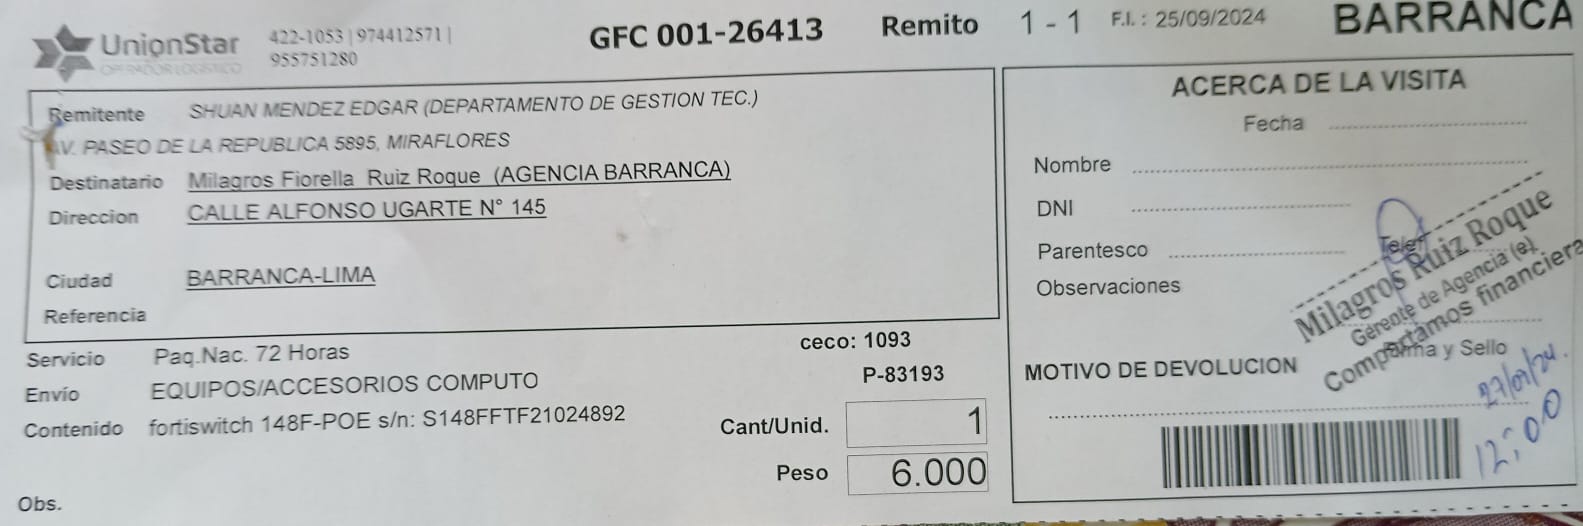 UnionStar
OPERADOR LOGISTICO
422-1053 | 974412571 |
955751280
GFC 001-26413 Remito 1 - 1 F.I. : 25/09/2024 BARRANCA
Remitente SHUAN MENDEZ EDGAR (DEPARTAMENTO DE GESTION TEC.)
AV. PASEO DE LA REPUBLICA 5895, MIRAFLORES
Destinatario Milagros Fiorella Ruiz Roque (AGENCIA BARRANCA)
Direccion CALLE ALFONSO UGARTE N° 145
Ciudad BARRANCA-LIMA
Referencia
Servicio Paq.Nac. 72 Horas
ceco: 1093
Envío EQUIPOS/ACCESORIOS COMPUTO
P-83193
Contenido fortiswitch 148F-POE s/n: S148FFTF21024892
Cant/Unid. 1
Peso 6.000
Obs.
ACERCA DE LA VISITA
Fecha
Nombre
DNI
Parentesco
Telef
Observaciones
Milagros Ruiz Roque
Gerente de Agencia (e)
Compartamos financiera
y Sello
MOTIVO DE DEVOLUCION
27/09/24.
12:00